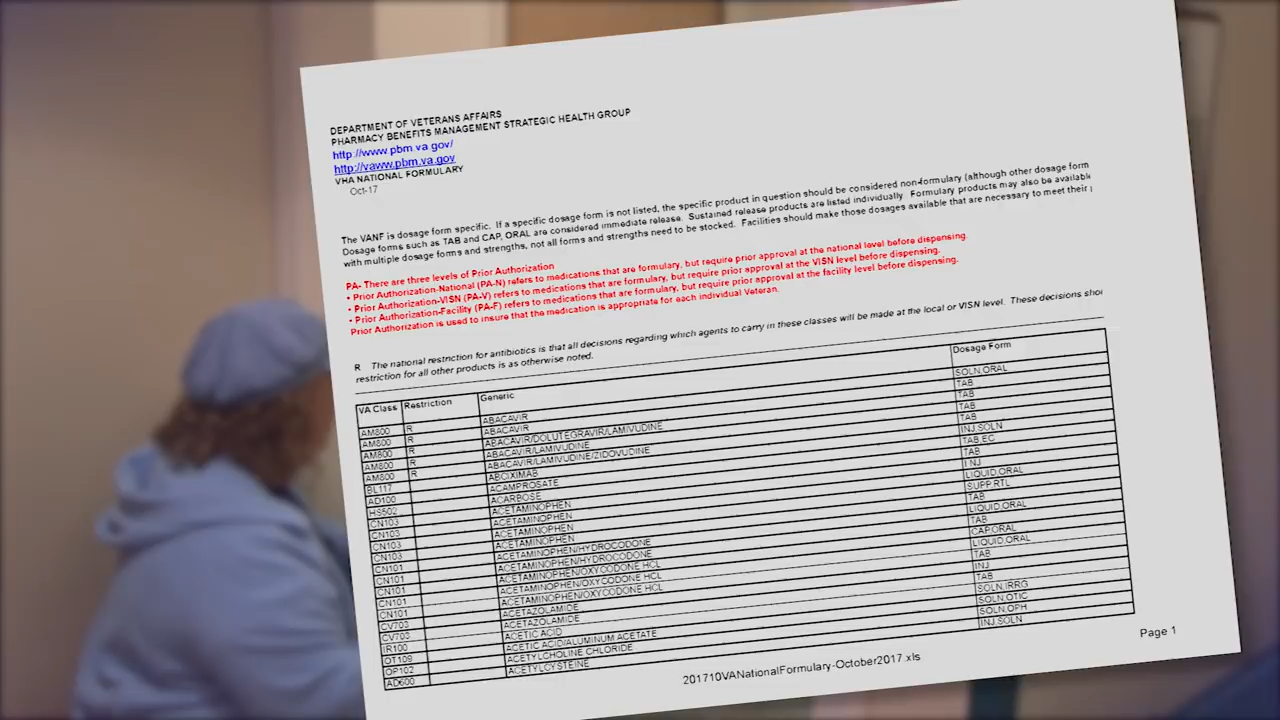 DEPARTMENT OF VETERANS AFFAIRS
PHARMACY BENEFITS MANAGEMENT STRATEGIC HEALTH GROUP
http://www.pbm.va.gov/
http://vaww.pbm.va.gov
VHA NATIONAL FORMULARY
Oct-17
The VANF is dosage form specific. If a specific dosage form is not listed, the specific product in question should be considered non-formulary (although other dosage form
Dosage forms such as TAB and CAP, ORAL are considered immediate release. Sustained release products are listed individually. Formulary products may also be available
with multiple dosage forms and strengths, not all forms and strengths need to be stocked. Facilities should make those dosages available that are necessary to meet their
PA- There are three levels of Prior Authorization
• Prior Authorization-National (PA-N) refers to medications that are formulary, but require prior approval at the national level before dispensing.
• Prior Authorization-VISN (PA-V) refers to medications that are formulary, but require prior approval at the VISN level before dispensing.
• Prior Authorization-Facility (PA-F) refers to medications that are formulary, but require prior approval at the facility level before dispensing.
Prior Authorization is used to insure that the medication is appropriate for each individual Veteran.
R The national restriction for antibiotics is that all decisions regarding which agents to carry in these classes will be made at the local or VISN level. These decisions shou
restriction for all other products is as otherwise noted.
VA Class Restriction Generic Dosage Form
AM800 R ABACAVIR SOLN,ORAL
AM800 R ABACAVIR TAB
AM800 R ABACAVIR/DOLUTEGRAVIR/LAMIVUDINE TAB
AM800 R ABACAVIR/LAMIVUDINE TAB
AM800 R ABACAVIR/LAMIVUDINE/ZIDOVUDINE TAB
BL117 ABCIXIMAB INJ,SOLN
AD100 ACAMPROSATE TAB,EC
HS502 ACARBOSE TAB
CN103 ACETAMINOPHEN INJ
CN103 ACETAMINOPHEN LIQUID,ORAL
CN103 ACETAMINOPHEN SUPP,RTL
CN103 ACETAMINOPHEN TAB
CN101 ACETAMINOPHEN/HYDROCODONE LIQUID,ORAL
CN101 ACETAMINOPHEN/HYDROCODONE TAB
CN101 ACETAMINOPHEN/OXYCODONE HCL CAP,ORAL
CN101 ACETAMINOPHEN/OXYCODONE HCL LIQUID,ORAL
CN101 ACETAMINOPHEN/OXYCODONE HCL TAB
CV703 ACETAZOLAMIDE INJ
CV703 ACETAZOLAMIDE TAB
IR100 ACETIC ACID SOLN,IRRG
OT109 ACETIC ACID/ALUMINUM ACETATE SOLN,OTIC
OP102 ACETYLCHOLINE CHLORIDE SOLN,OPH
AD600 ACETYLCYSTEINE INJ,SOLN
201710VANationalFormulary-October2017.xls
Page 1